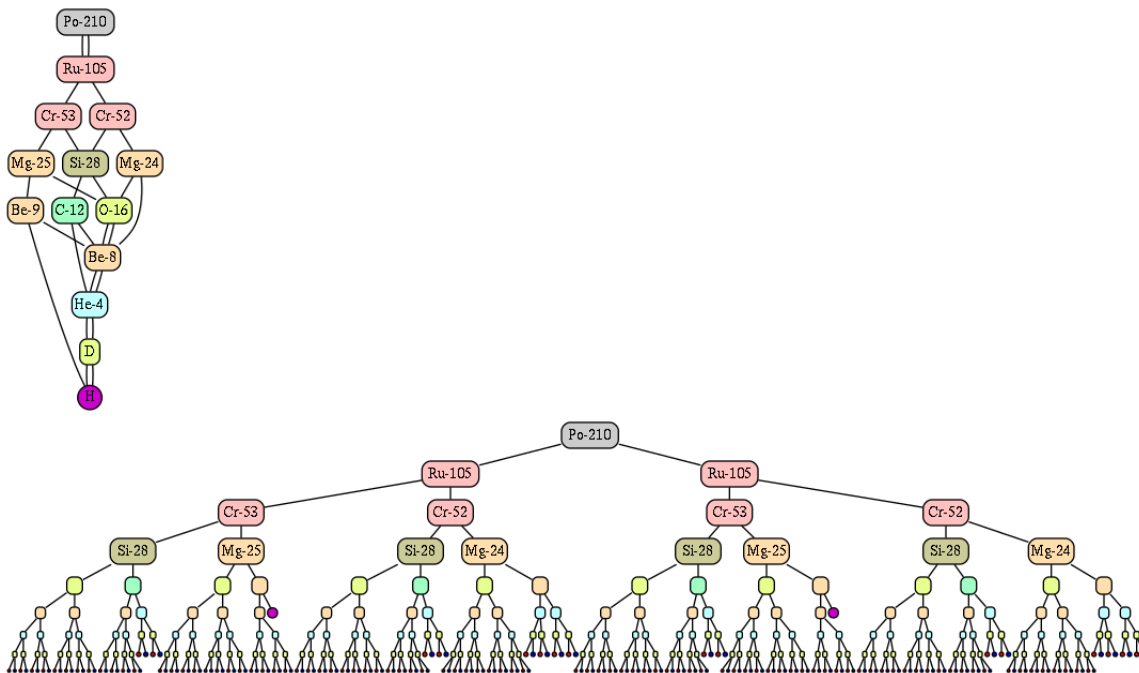 Po-210
Ru-105
Cr-53 Cr-52
Mg-25 Si-28 Mg-24
Be-9 C-12 O-16
Be-8
He-4
D
H
Po-210
Ru-105 Ru-105
Cr-53 Cr-52 Cr-53 Cr-52
Si-28 Mg-25 Si-28 Mg-24 Si-28 Mg-25 Si-28 Mg-24